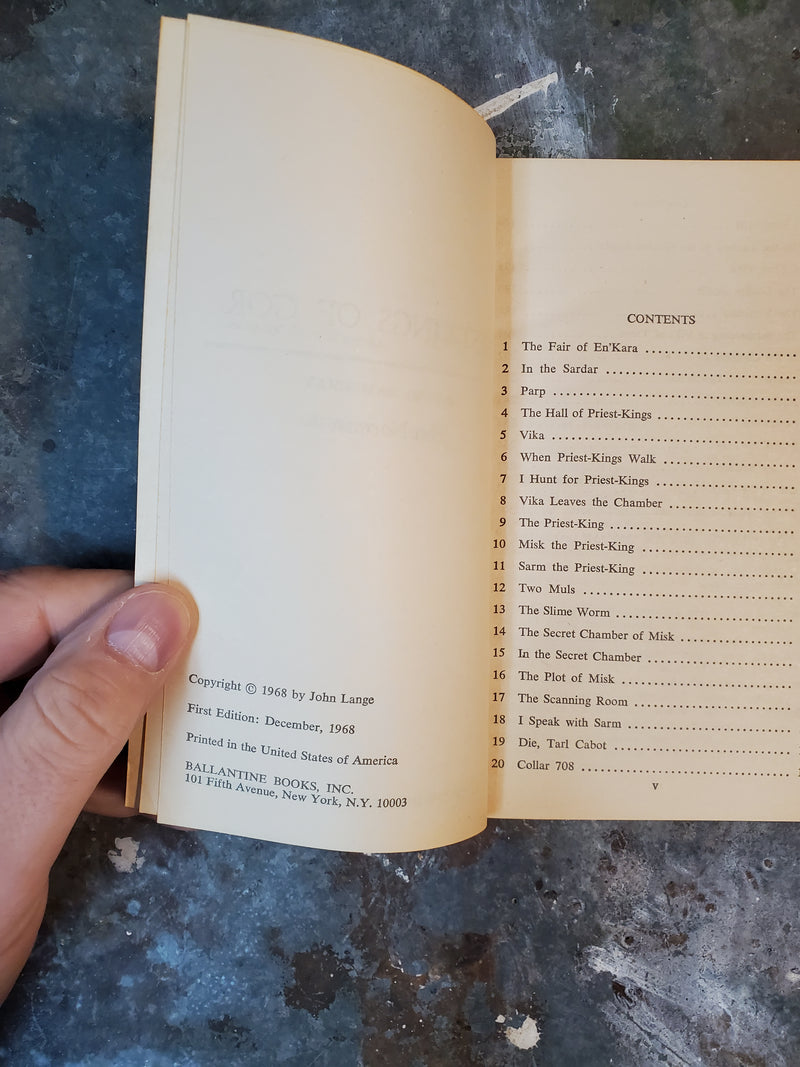 Copyright © 1968 by John Lange
First Edition: December, 1968
Printed in the United States of America
BALLANTINE BOOKS, INC.
101 Fifth Avenue, New York, N.Y. 10003
CONTENTS
1 The Fair of En'Kara
2 In the Sardar
3 Parp
4 The Hall of Priest-Kings
5 Vika
6 When Priest-Kings Walk
7 I Hunt for Priest-Kings
8 Vika Leaves the Chamber
9 The Priest-King
10 Misk the Priest-King
11 Sarm the Priest-King
12 Two Muls
13 The Slime Worm
14 The Secret Chamber of Misk
15 In the Secret Chamber
16 The Plot of Misk
17 The Scanning Room
18 I Speak with Sarm
19 Die, Tarl Cabot
20 Collar 708
v